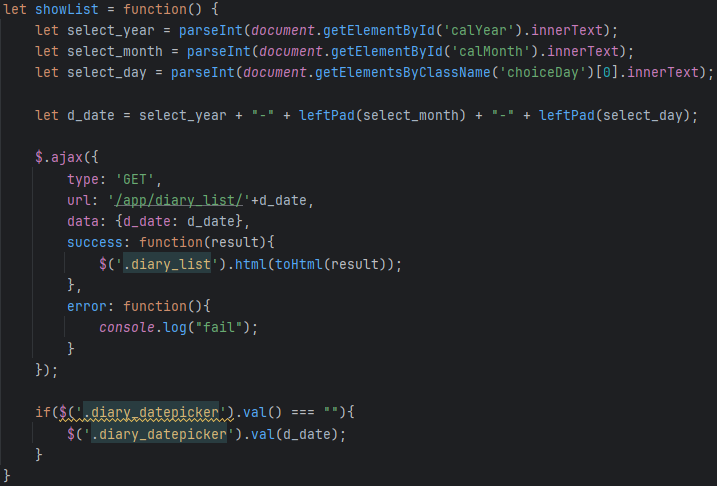 let showList = function() {
    let select_year = parseInt(document.getElementById('calYear').innerText);
    let select_month = parseInt(document.getElementById('calMonth').innerText);
    let select_day = parseInt(document.getElementsByClassName('choiceDay')[0].innerText);

    let d_date = select_year + "-" + leftPad(select_month) + "-" + leftPad(select_day);

    $.ajax({
        type: 'GET',
        url: '/app/diary_list/'+d_date,
        data: {d_date: d_date},
        success: function(result){
            $('.diary_list').html(toHtml(result));
        },
        error: function(){
            console.log("fail");
        }
    });

    if($('.diary_datepicker').val() === ""){
        $('.diary_datepicker').val(d_date);
    }
}